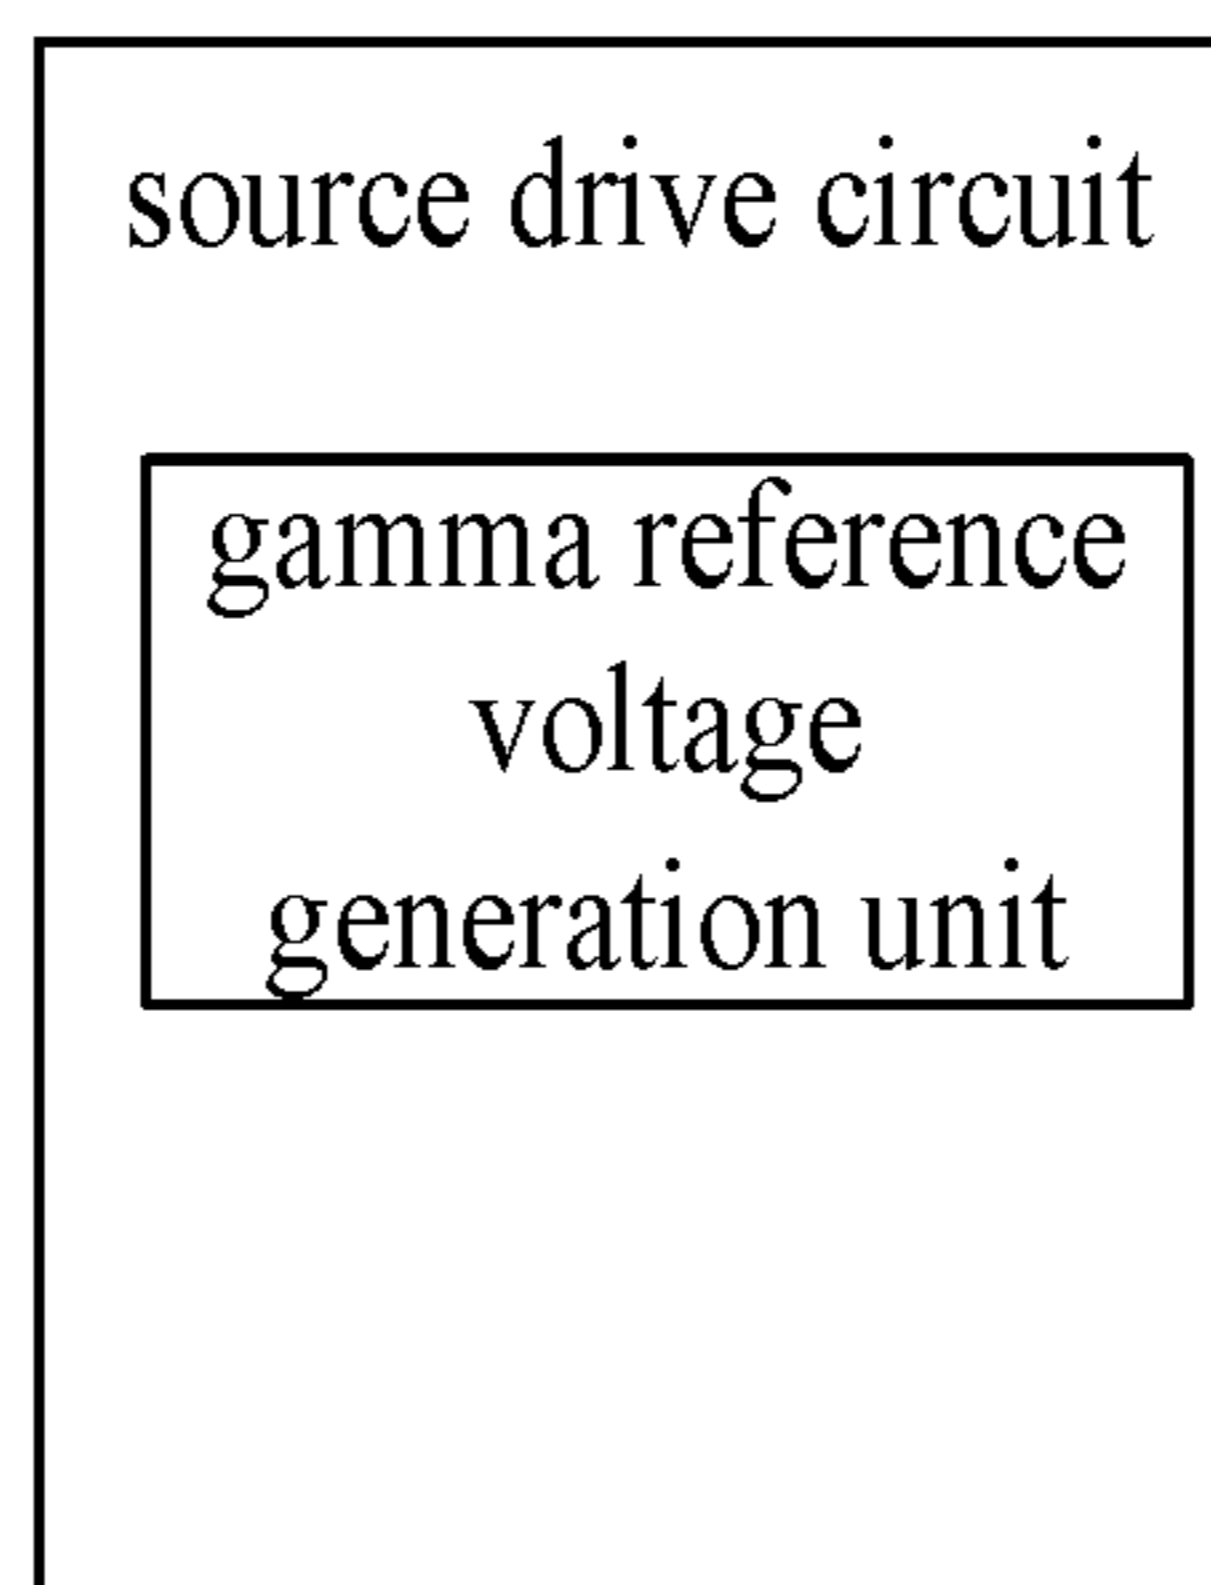 source drive circuit
gamma reference
voltage
generation unit